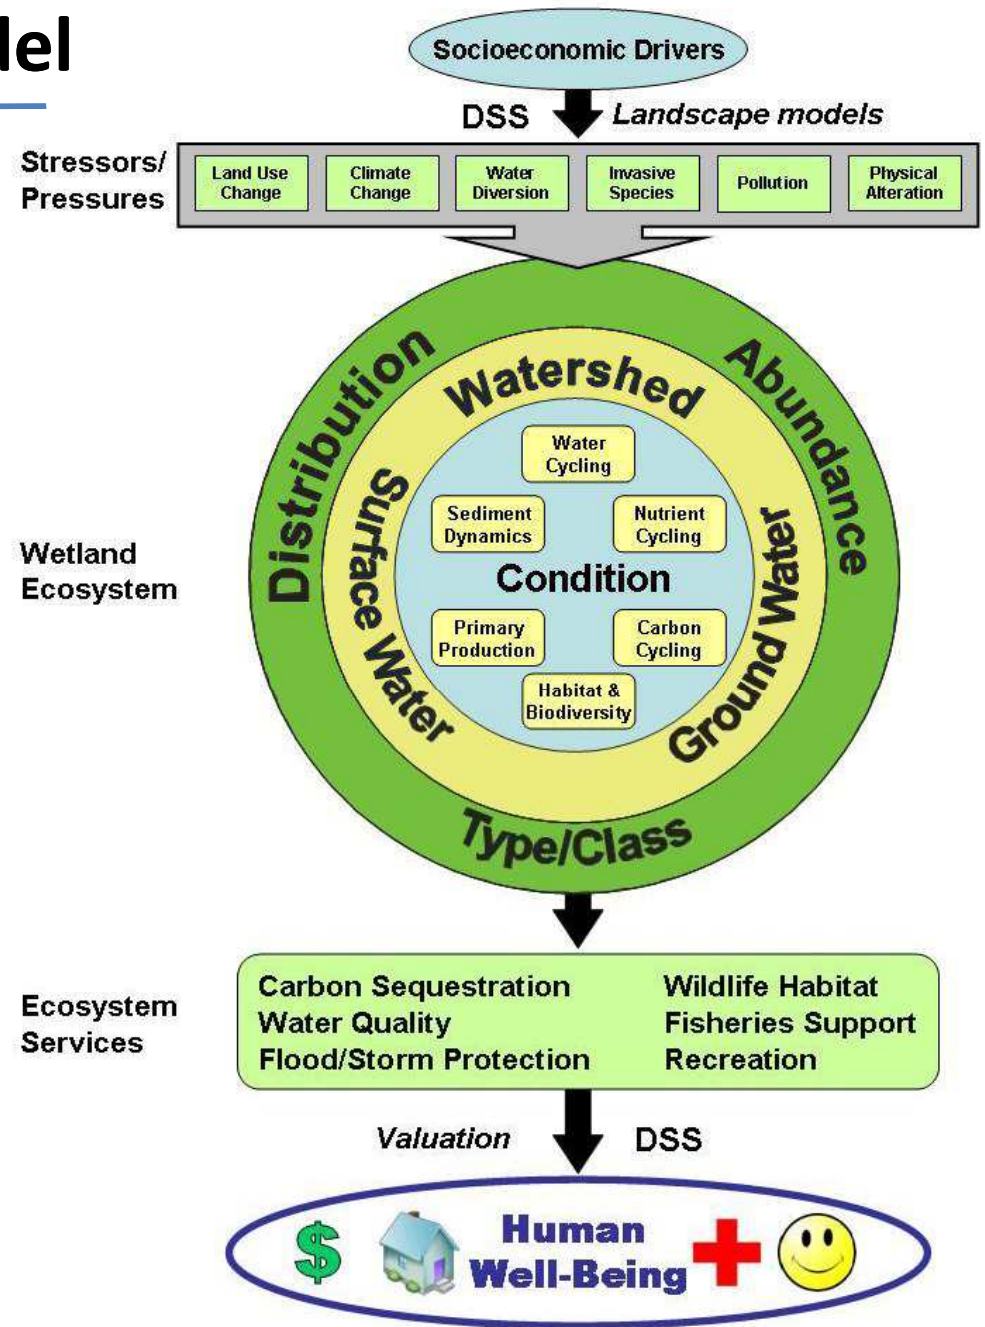 del
Socioeconomic Drivers
DSS
Landscape models
Stressors/
Pressures
Land Use
Change
Climate
Change
Water
Diversion
Invasive
Species
Pollution
Physical
Alteration
Distribution
Abundance
Watershed
Surface Water
Ground Water
Type/Class
Water
Cycling
Sediment
Dynamics
Nutrient
Cycling
Condition
Primary
Production
Carbon
Cycling
Habitat &
Biodiversity
Wetland
Ecosystem
Ecosystem
Services
Carbon Sequestration
Water Quality
Flood/Storm Protection
Wildlife Habitat
Fisheries Support
Recreation
Valuation
DSS
$
Human
Well-Being